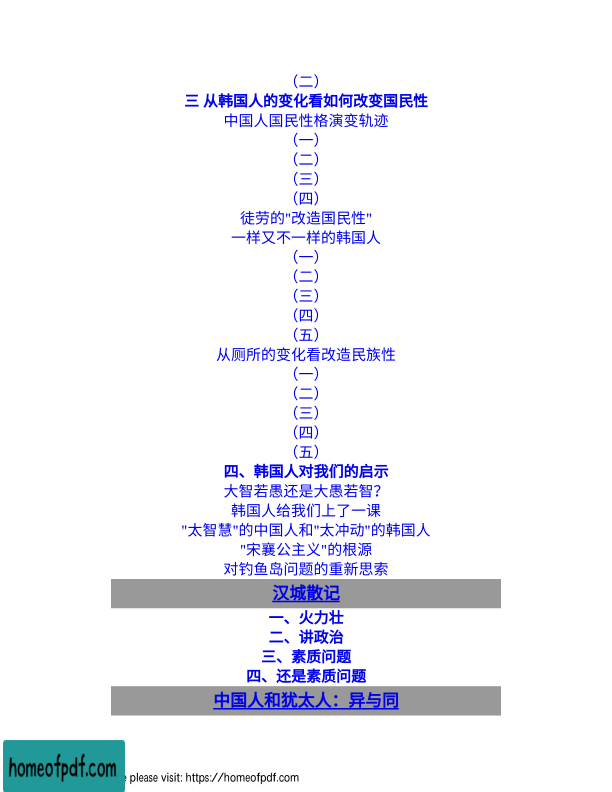 （二）
三 从韩国人的变化看如何改变国民性
中国人国民性格演变轨迹
（一）
（二）
（三）
（四）
徒劳的"改造国民性"
一样又不一样的韩国人
（一）
（二）
（三）
（四）
（五）
从厕所的变化看改造民族性
（一）
（二）
（三）
（四）
（五）
四、韩国人对我们的启示
大智若愚还是大愚若智?
韩国人给我们上了一课
"太智慧"的中国人和"太冲动"的韩国人
"宋襄公主义"的根源
对钓鱼岛问题的重新思索
汉城散记
一、火力壮
二、讲政治
三、素质问题
四、还是素质问题
中国人和犹太人：异与同
homeofpdf.com
e please visit: https://homeofpdf.com